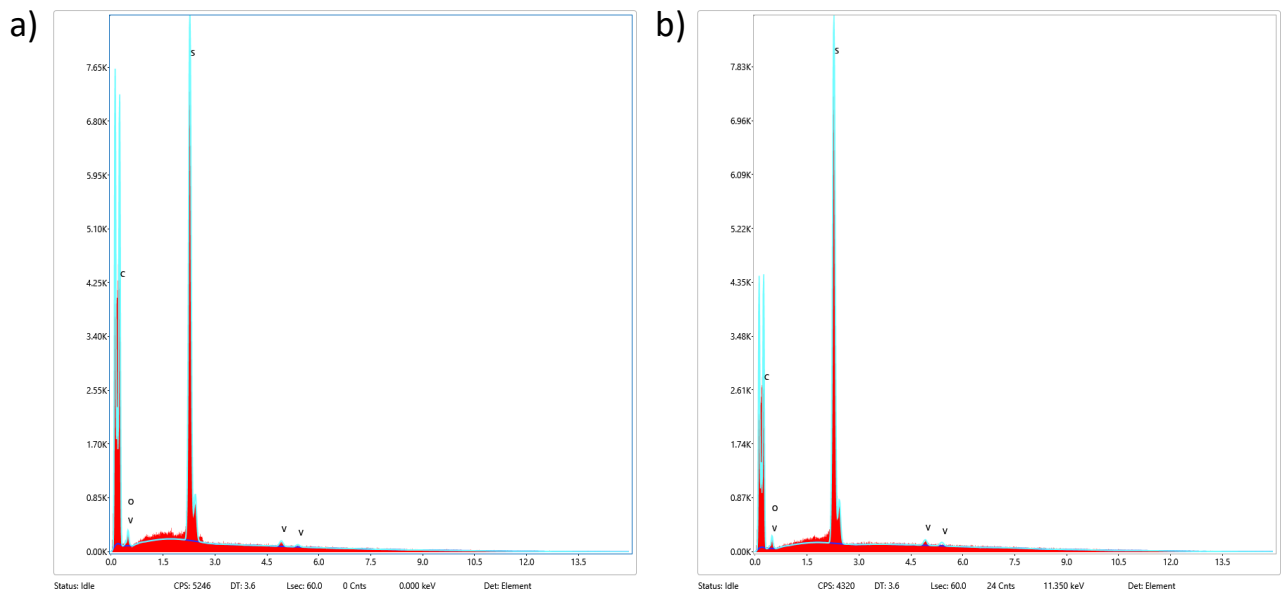 a)
S
7.65K
6.80K
5.95K
5.10K
C
4.25K
3.40K
2.55K
1.70K
0.85K
O
V
V
V
0.00K
0.0 1.5 3.0 4.5 6.0 7.5 9.0 10.5 12.0 13.5
Status: Idle CPS: 5246 DT: 3.6 Lsec: 60.0 0 Cnts 0.000 keV Det: Element
b)
S
7.83K
6.96K
6.09K
5.22K
4.35K
3.48K
C
2.61K
1.74K
0.87K
O
V
V
V
0.00K
0.0 1.5 3.0 4.5 6.0 7.5 9.0 10.5 12.0 13.5
Status: Idle CPS: 4320 DT: 3.6 Lsec: 60.0 24 Cnts 11.350 keV Det: Element